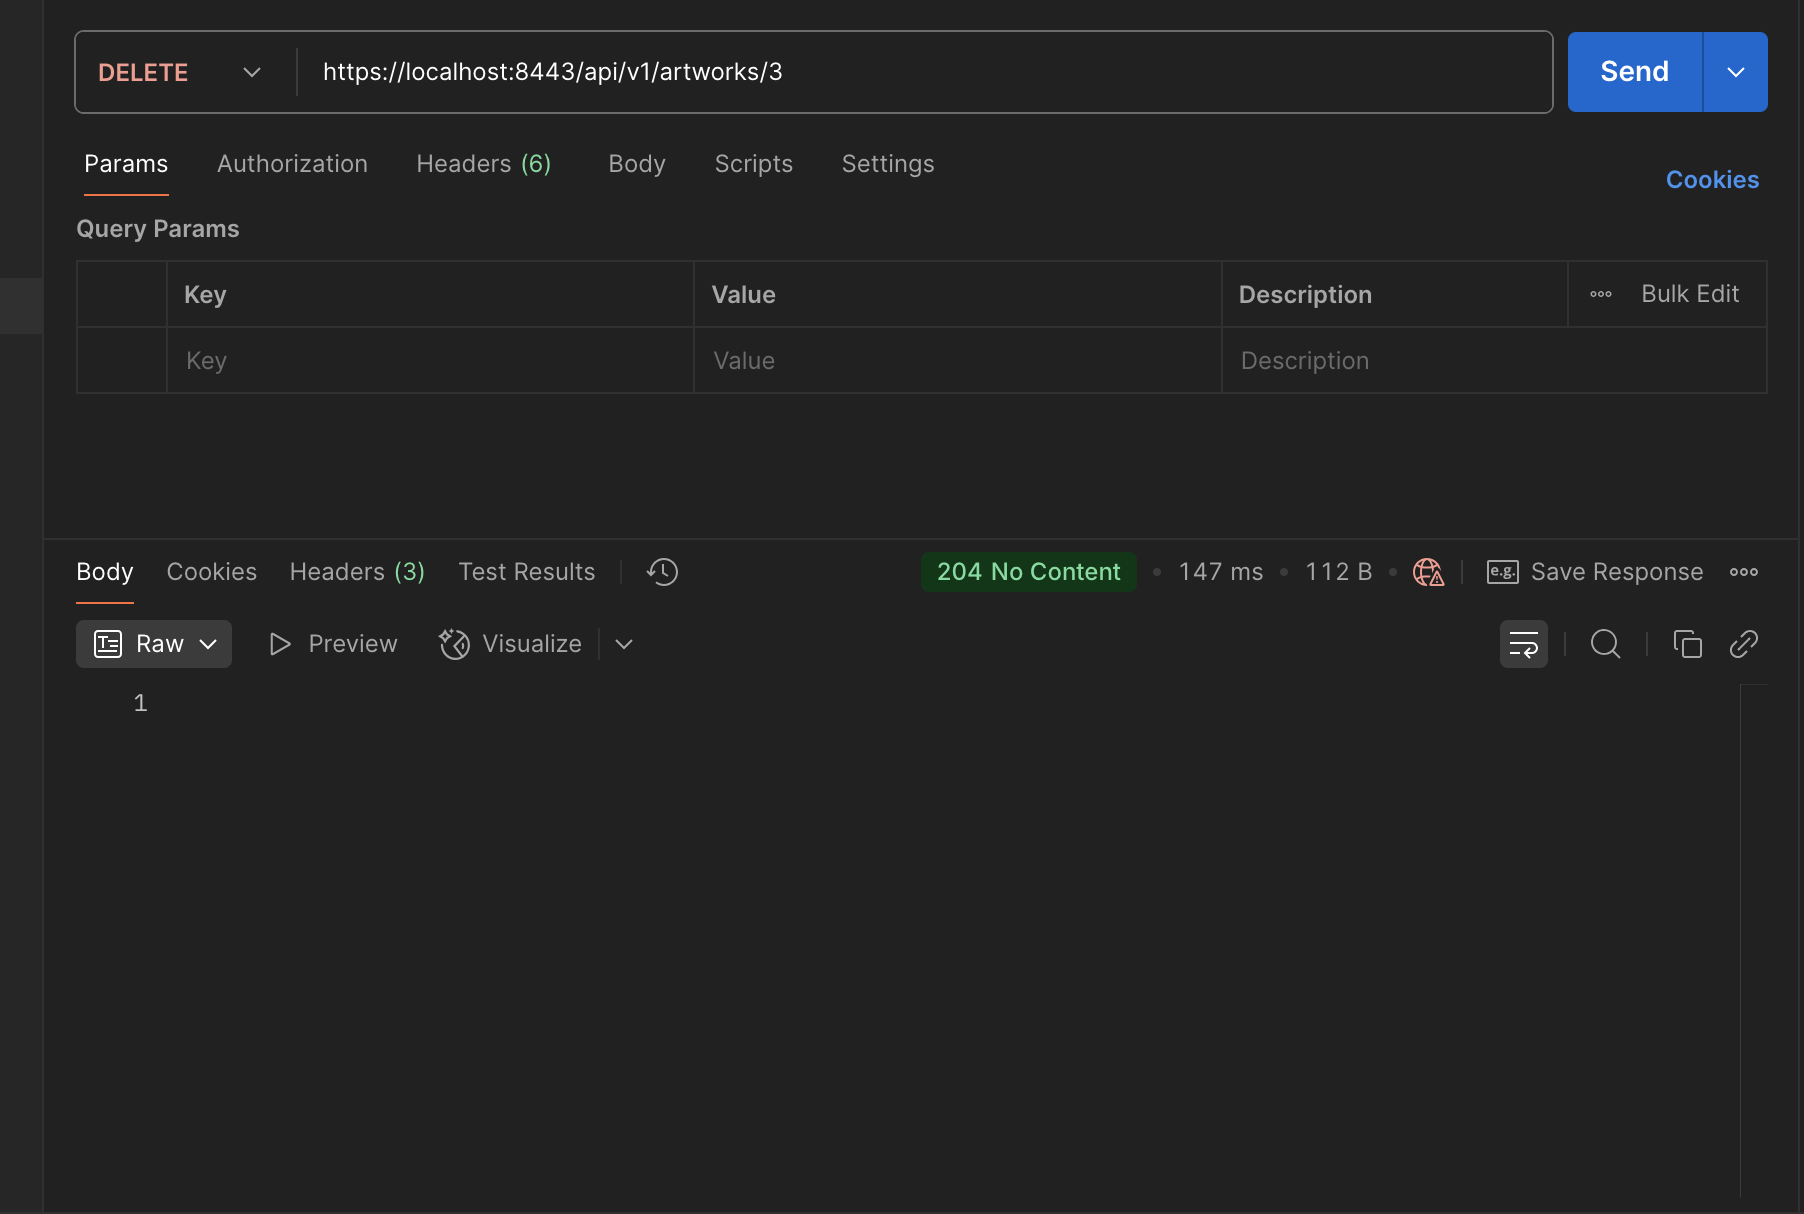 DELETE https://localhost:8443/api/v1/artworks/3 Send
Params Authorization Headers (6) Body Scripts Settings Cookies
Query Params
Key Value Description Bulk Edit
Key Value Description
Body Cookies Headers (3) Test Results 204 No Content • 147 ms • 112 B • e.g. Save Response
Raw Preview Visualize
1